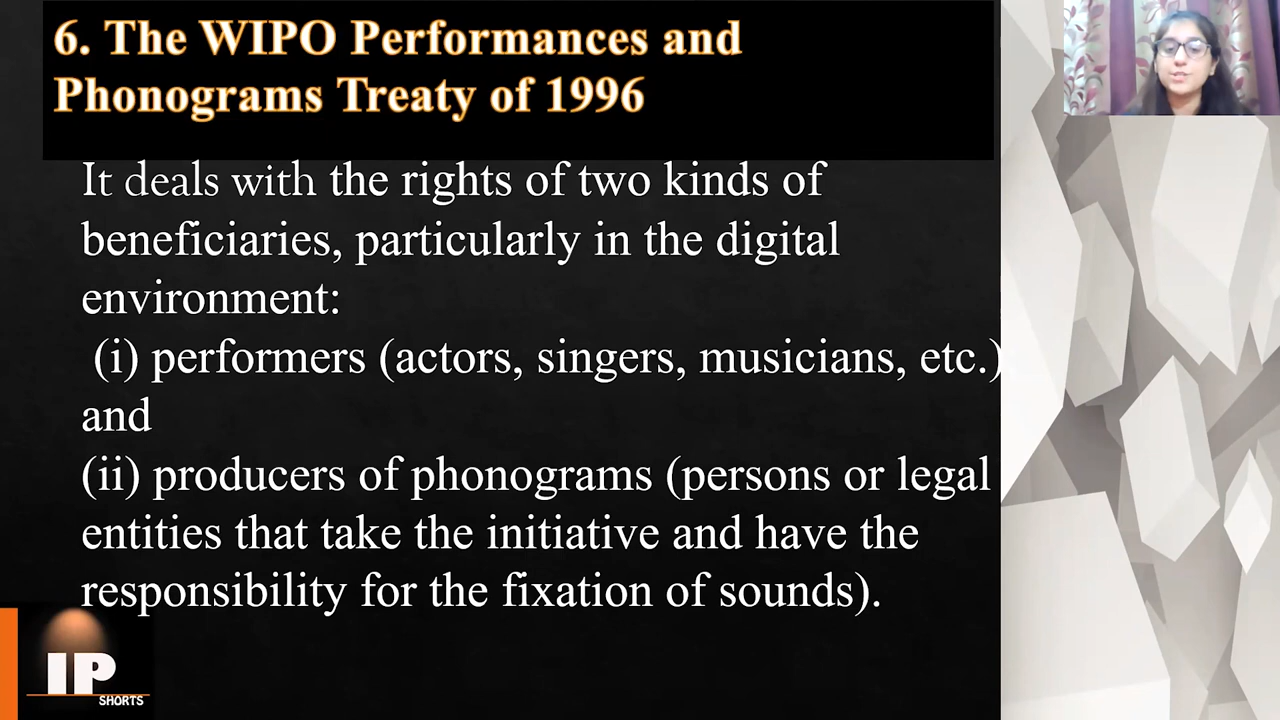 6. The WIPO Performances and
Phonograms Treaty of 1996
It deals with the rights of two kinds of
beneficiaries, particularly in the digital
environment:
(i) performers (actors, singers, musicians, etc.)
and
(ii) producers of phonograms (persons or legal
entities that take the initiative and have the
responsibility for the fixation of sounds).
IP
SHORTS